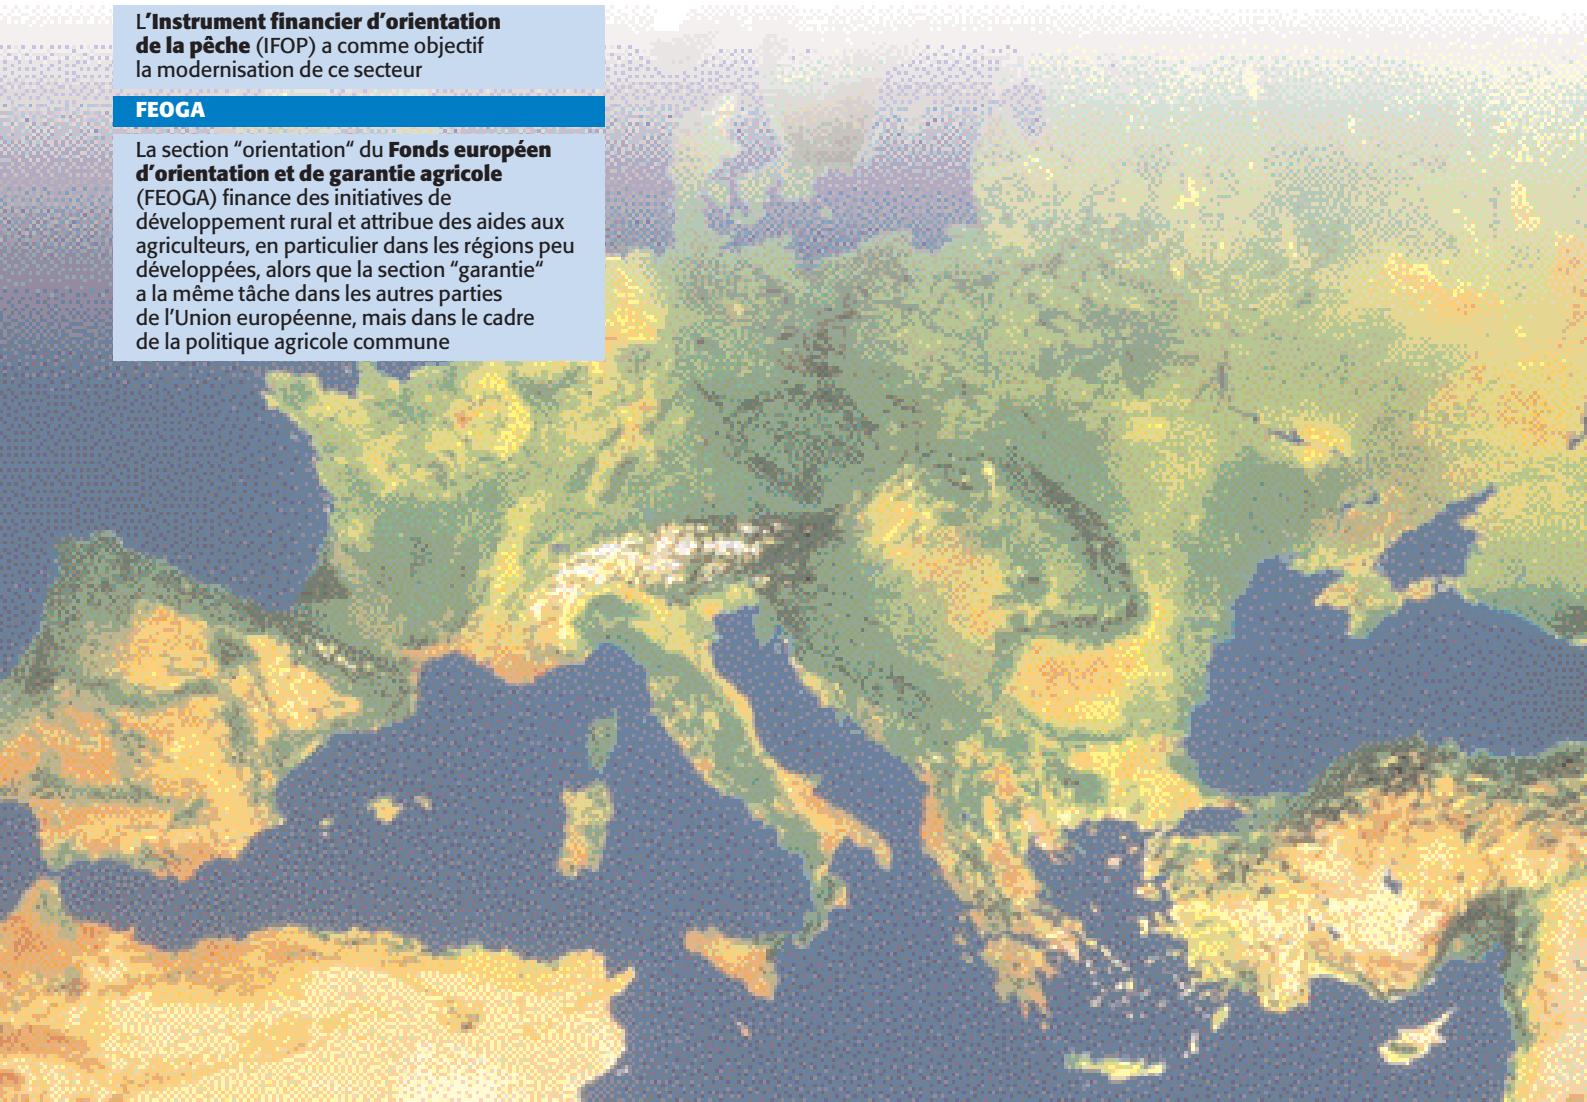 L’Instrument financier d’orientation
de la pêche (IFOP) a comme objectif
la modernisation de ce secteur
FEOGA
La section “orientation“ du Fonds européen
d’orientation et de garantie agricole
(FEOGA) finance des initiatives de
développement rural et attribue des aides aux
agriculteurs, en particulier dans les régions peu
développées, alors que la section “garantie“
a la même tâche dans les autres parties
de l’Union européenne, mais dans le cadre
de la politique agricole commune